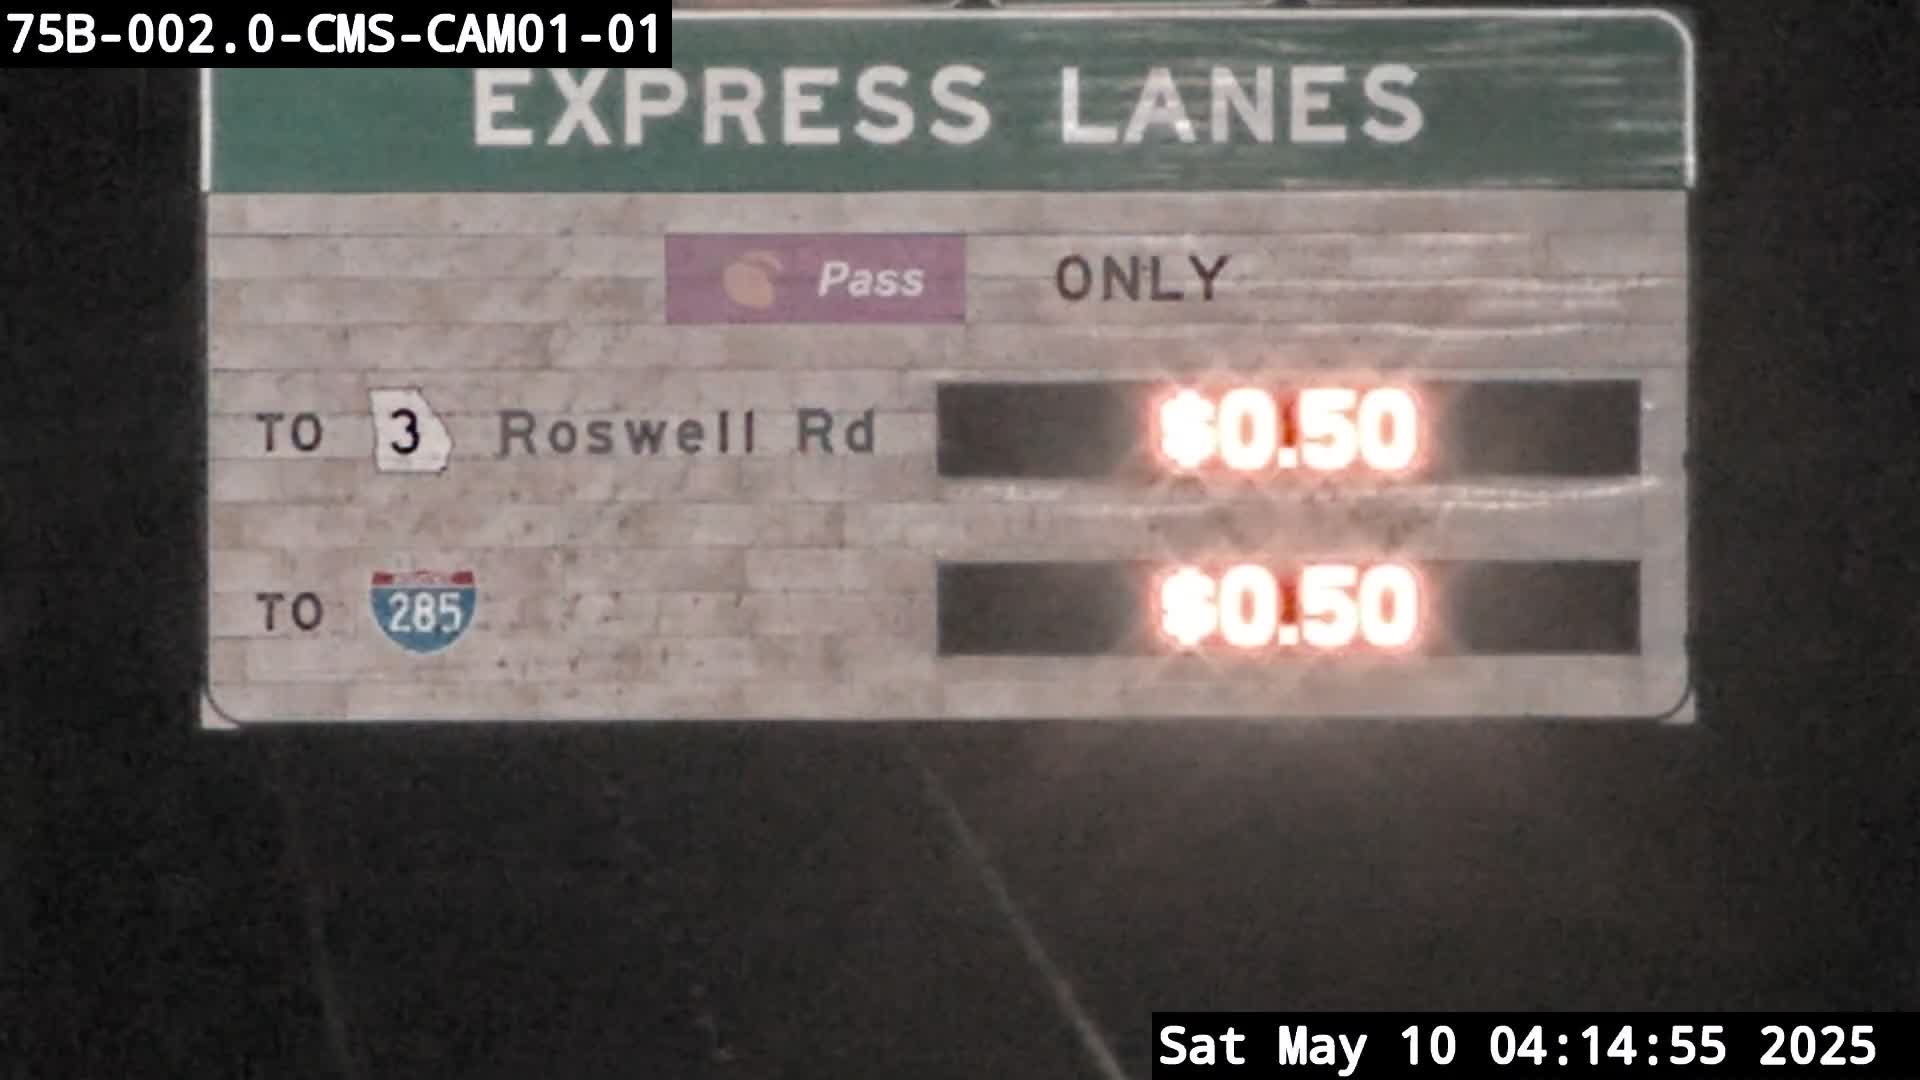 75B-002.0-CMS-CAM01-01
EXPRESS LANES
Pass ONLY
TO 3 Roswell Rd $0.50
TO 285 $0.50
Sat May 10 04:14:55 2025